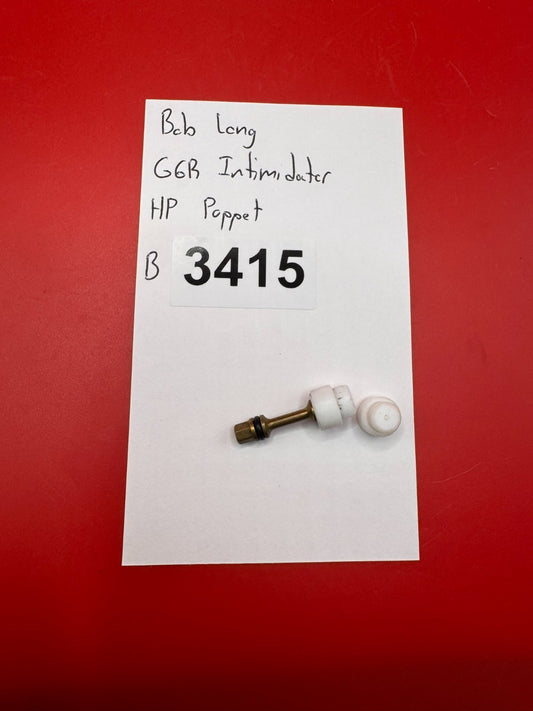 Bob Long
G6R Intimidator
HP Poppet
B 3415